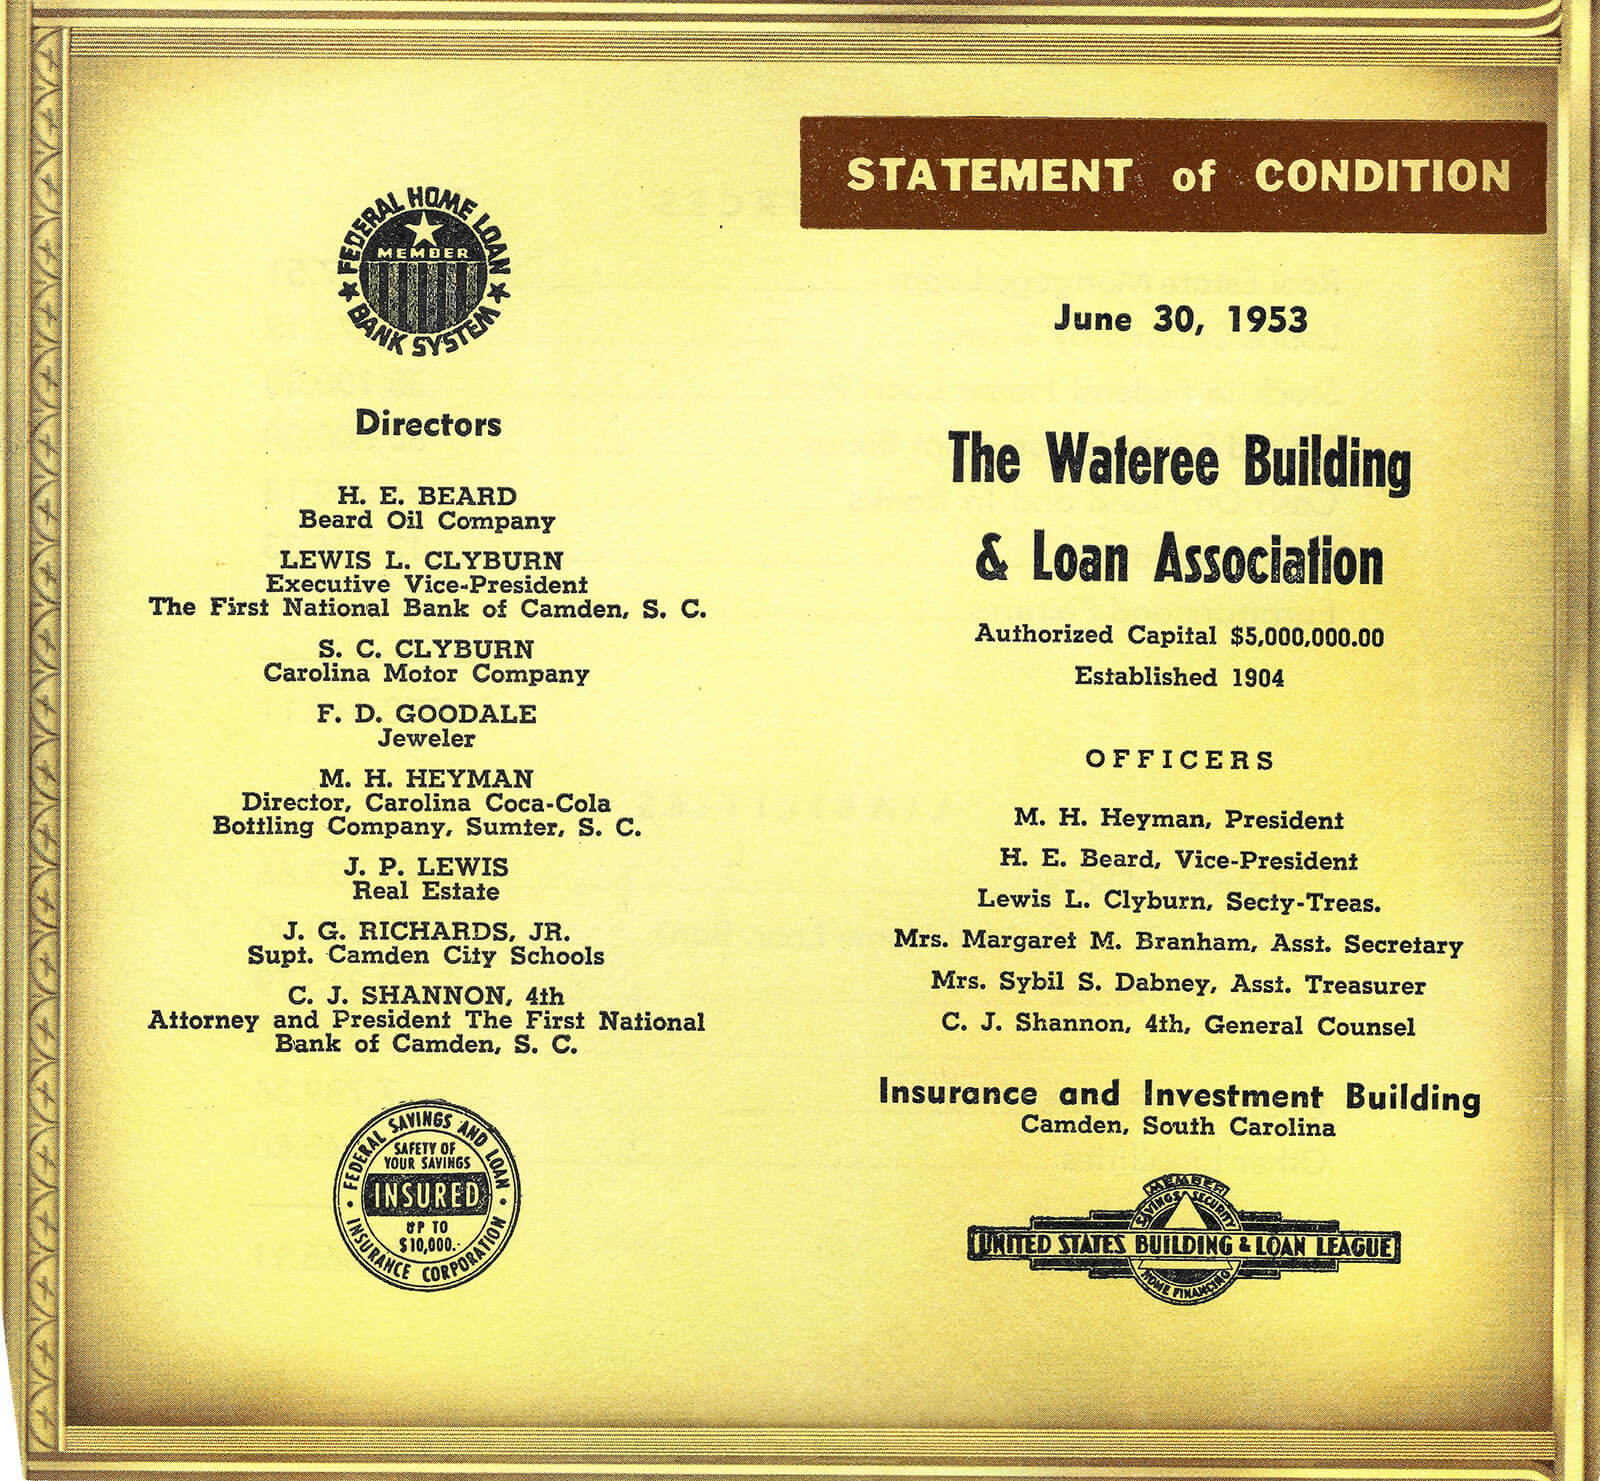 FEDERAL HOME LOAN
MEMBER
BANK SYSTEM
Directors
H. E. BEARD
Beard Oil Company
LEWIS L. CLYBURN
Executive Vice-President
The First National Bank of Camden, S. C.
S. C. CLYBURN
Carolina Motor Company
F. D. GOODALE
Jeweler
M. H. HEYMAN
Director, Carolina Coca-Cola
Bottling Company, Sumter, S. C.
J. P. LEWIS
Real Estate
J. G. RICHARDS, JR.
Supt. Camden City Schools
C. J. SHANNON, 4th
Attorney and President The First National
Bank of Camden, S. C.
FEDERAL SAVINGS AND LOAN
SAFETY OF
YOUR SAVINGS
INSURED
UP TO
$10,000.
INSURANCE CORPORATION
STATEMENT of CONDITION
June 30, 1953
The Wateree Building
& Loan Association
Authorized Capital $5,000,000.00
Established 1904
OFFICERS
M. H. Heyman, President
H. E. Beard, Vice-President
Lewis L. Clyburn, Secty-Treas.
Mrs. Margaret M. Branham, Asst. Secretary
Mrs. Sybil S. Dabney, Asst. Treasurer
C. J. Shannon, 4th, General Counsel
Insurance and Investment Building
Camden, South Carolina
MEMBER
SAVINGS SECURITY
UNITED STATES BUILDING & LOAN LEAGUE
HOME FINANCING